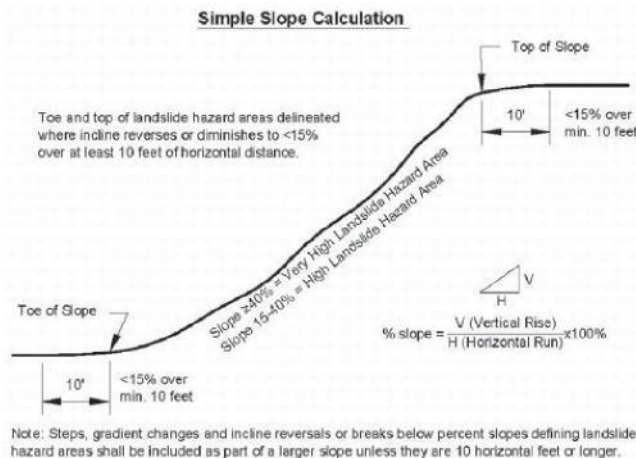 Simple Slope Calculation
Top of Slope
Toe and top of landslide hazard areas delineated
where incline reverses or diminishes to <15%
over at least 10 feet of horizontal distance.
10'
<15% over
min. 10 feet
Slope ≥40% = Very High Landslide Hazard Area
Slope 15-40% = High Landslide Hazard Area
Toe of Slope
V
H
% slope = V (Vertical Rise) / H (Horizontal Run) x100%
10'
<15% over
min. 10 feet
Note: Steps, gradient changes and incline reversals or breaks below percent slopes defining landslide
hazard areas shall be included as part of a larger slope unless they are 10 horizontal feet or longer.